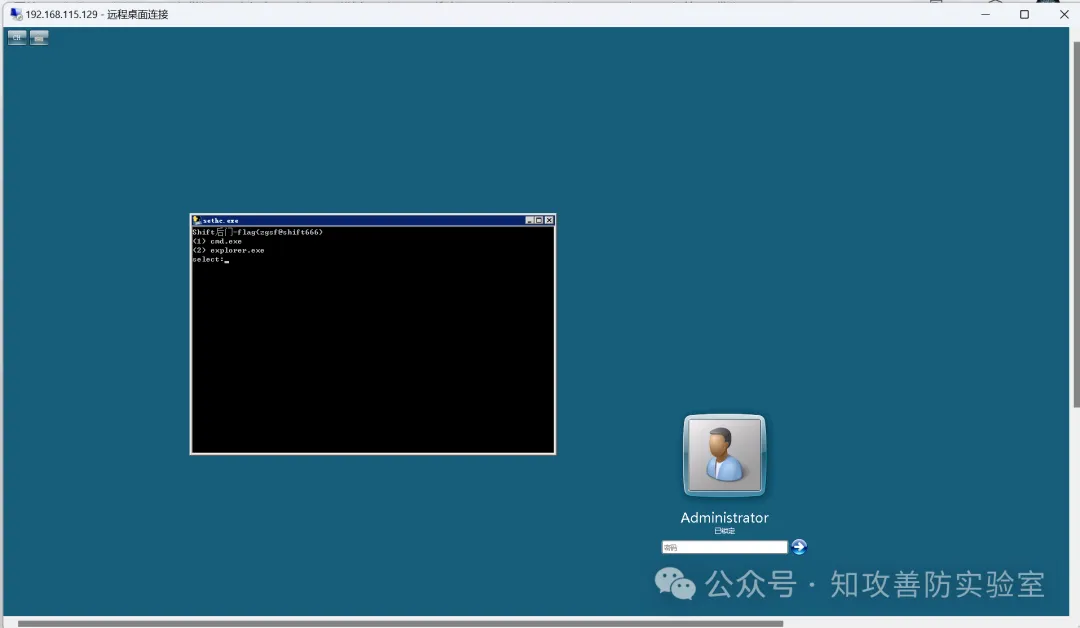 192.168.115.129 - 远程桌面连接
CH
sethc.exe
Shift后门-flag{zgsf@shift666}
(1) cmd.exe
(2) explorer.exe
select:_
Administrator
已锁定
密码
公众号 · 知攻善防实验室